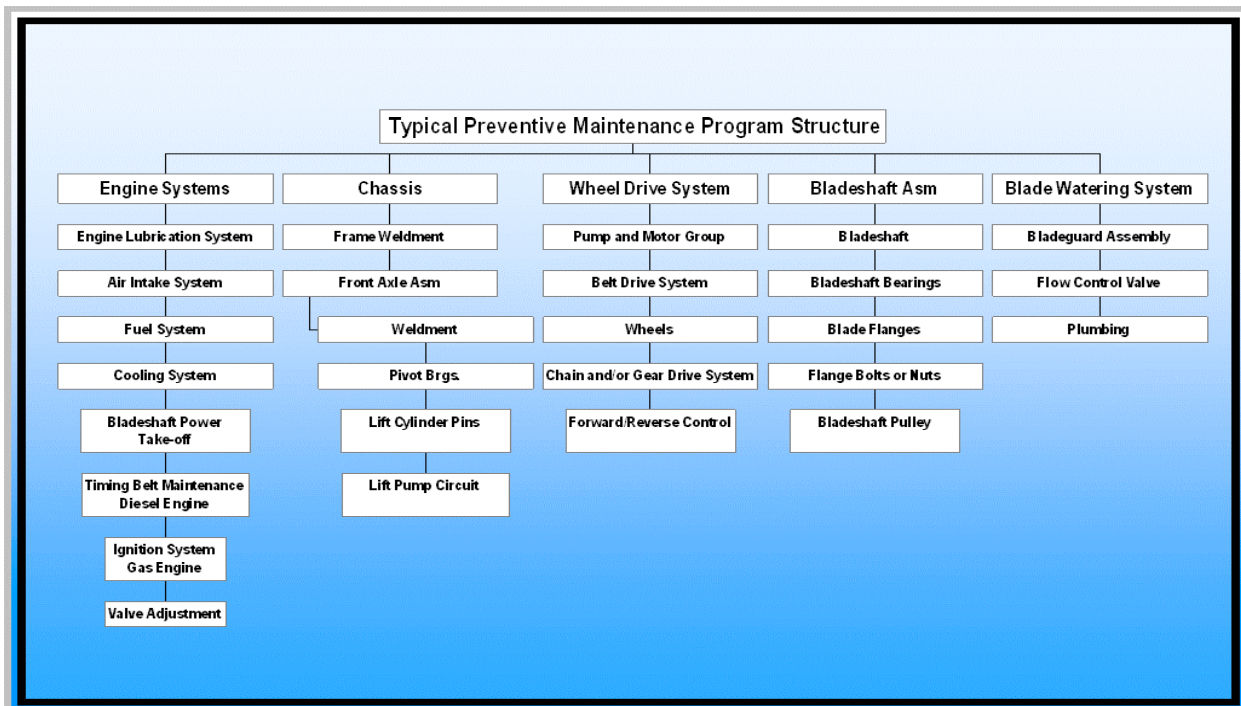 Typical Preventive Maintenance Program Structure
Engine Systems
Engine Lubrication System
Air Intake System
Fuel System
Cooling System
Bladeshaft Power
Take-off
Timing Belt Maintenance
Diesel Engine
Ignition System
Gas Engine
Valve Adjustment
Chassis
Frame Weldment
Front Axle Asm
Weldment
Pivot Brgs.
Lift Cylinder Pins
Lift Pump Circuit
Wheel Drive System
Pump and Motor Group
Belt Drive System
Wheels
Chain and/or Gear Drive System
Forward/Reverse Control
Bladeshaft Asm
Bladeshaft
Bladeshaft Bearings
Blade Flanges
Flange Bolts or Nuts
Bladeshaft Pulley
Blade Watering System
Bladeguard Assembly
Flow Control Valve
Plumbing